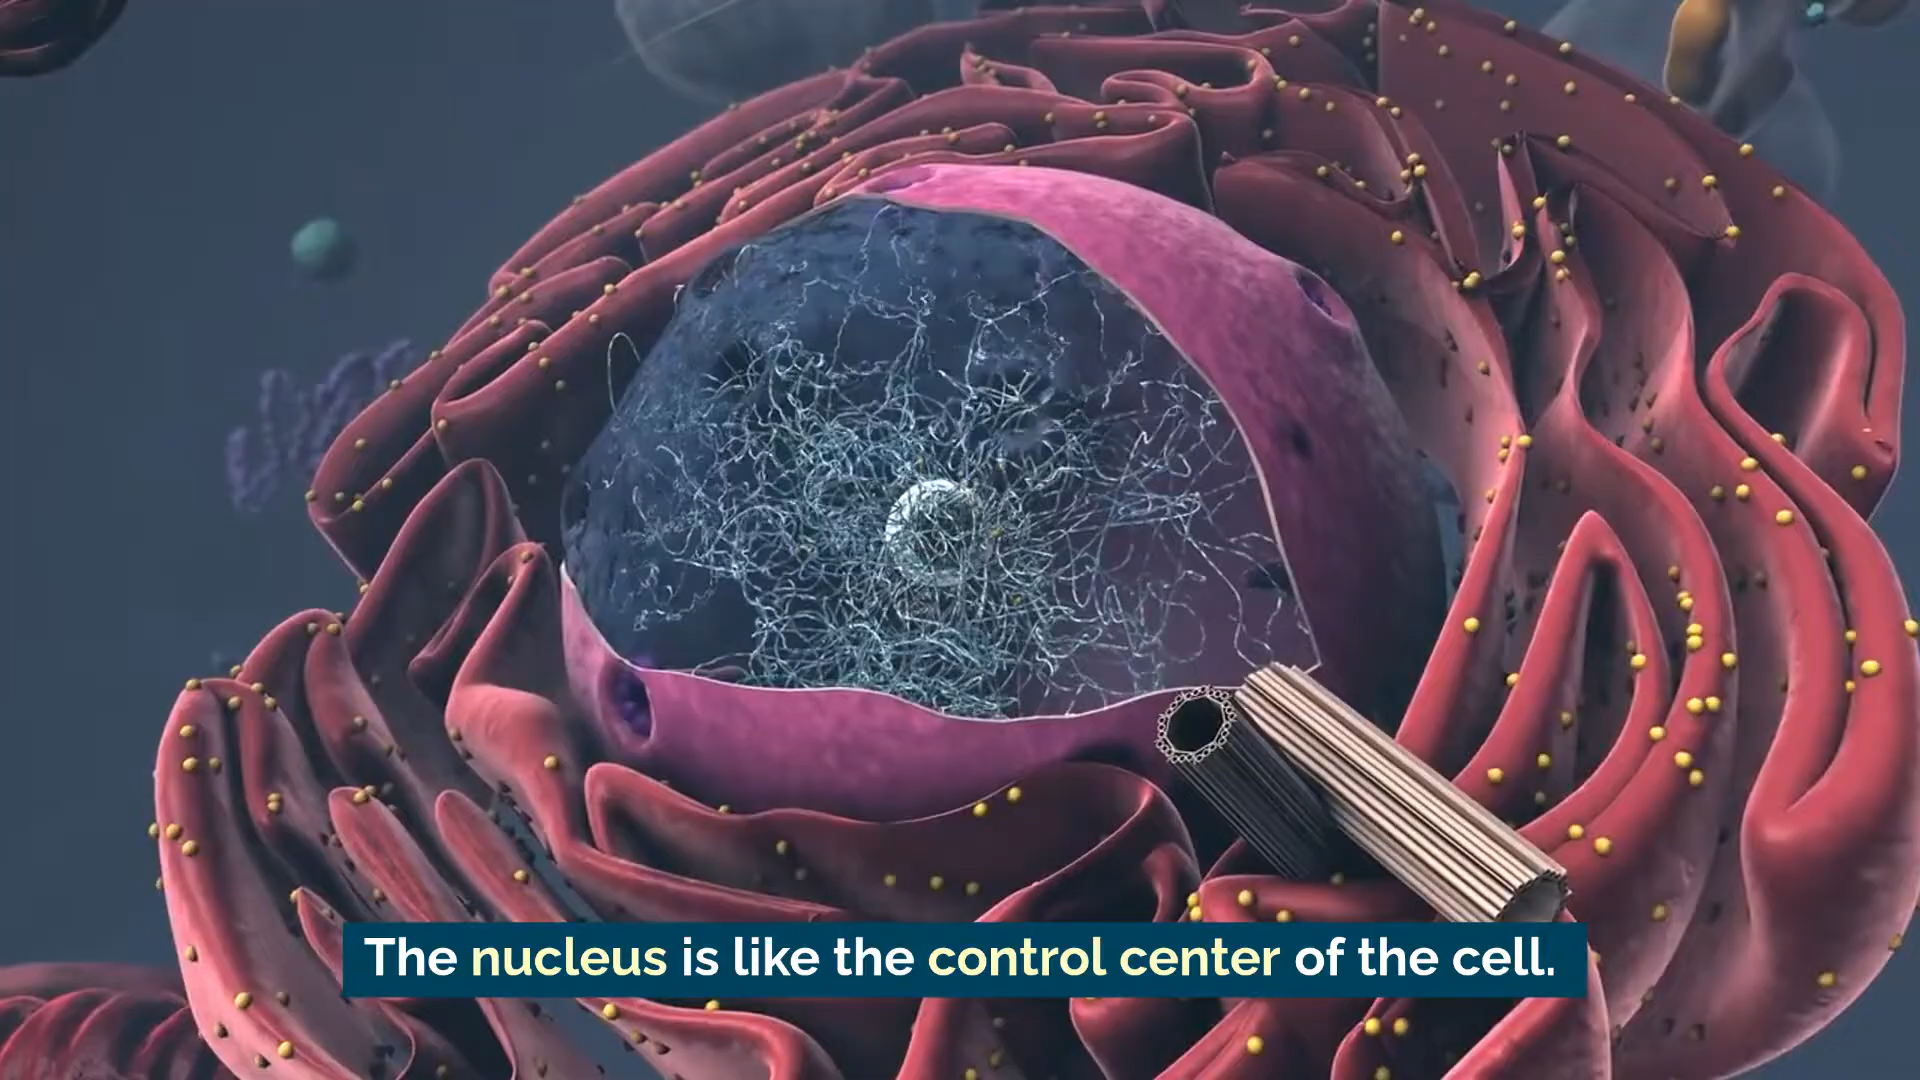 The nucleus is like the control center of the cell.